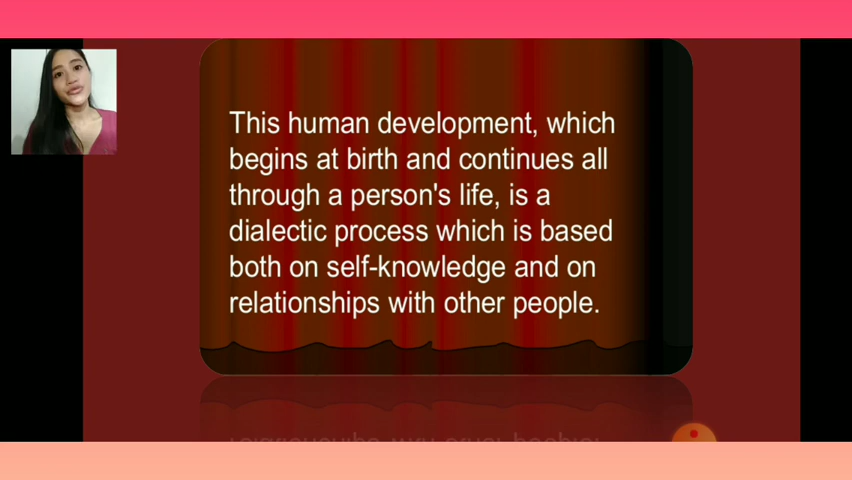 This human development, which
begins at birth and continues all
through a person's life, is a
dialectic process which is based
both on self-knowledge and on
relationships with other people.